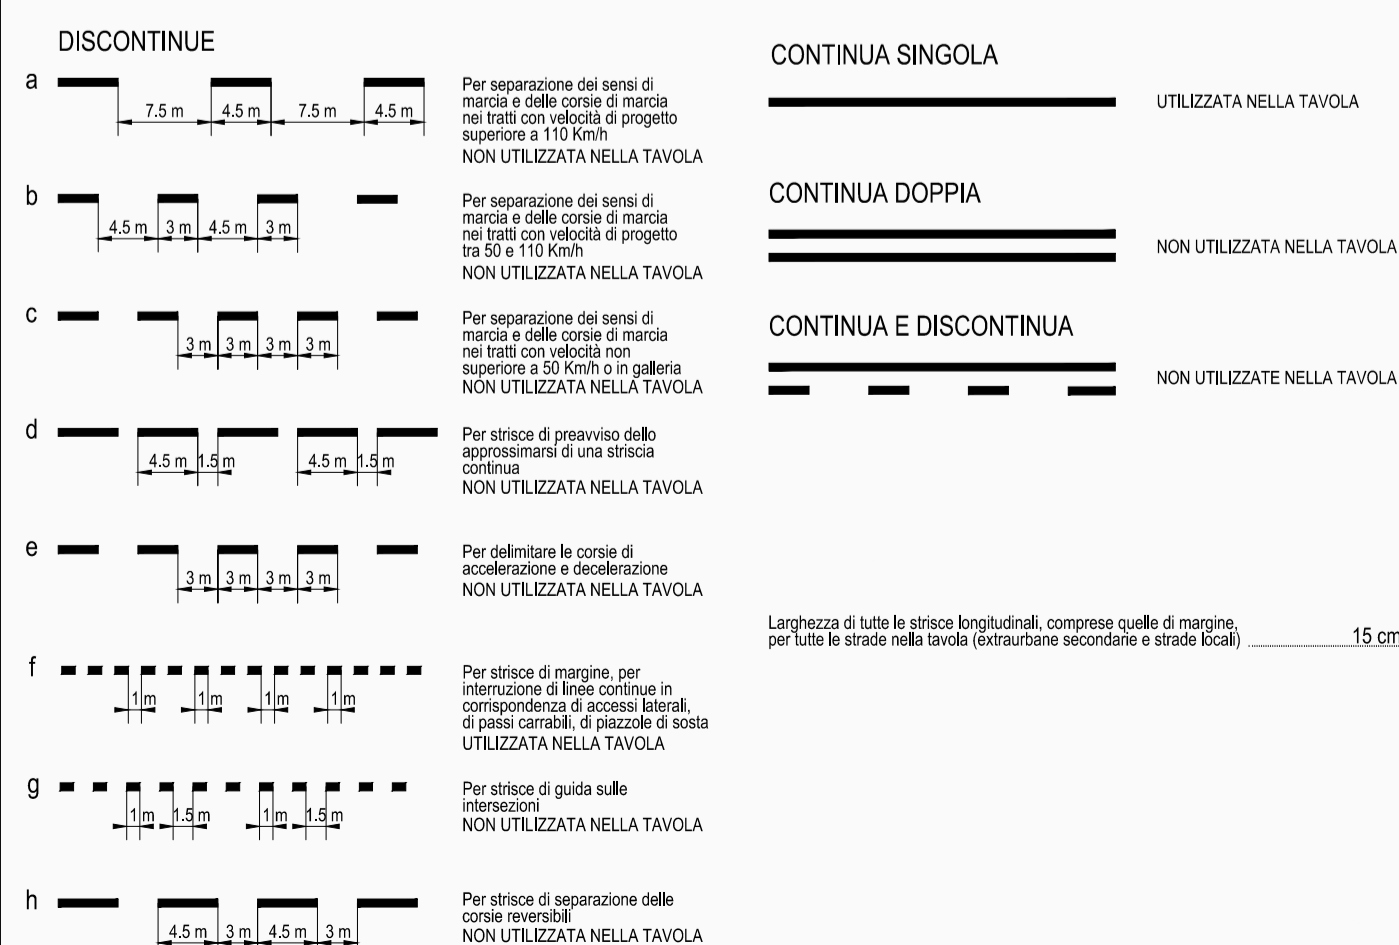 DISCONTINUE
a
7.5 m 4.5 m 7.5 m 4.5 m
Per separazione dei sensi di
marcia e delle corsie di marcia
nei tratti con velocità di progetto
superiore a 110 Km/h
NON UTILIZZATA NELLA TAVOLA
b
4.5 m 3 m 4.5 m 3 m
Per separazione dei sensi di
marcia e delle corsie di marcia
nei tratti con velocità di progetto
tra 50 e 110 Km/h
NON UTILIZZATA NELLA TAVOLA
c
3 m 3 m 3 m 3 m
Per separazione dei sensi di
marcia e delle corsie di marcia
nei tratti con velocità non
superiore a 50 Km/h o in galleria
NON UTILIZZATA NELLA TAVOLA
d
4.5 m 1.5 m 4.5 m 1.5 m
Per strisce di preavviso dello
approssimarsi di una striscia
continua
NON UTILIZZATA NELLA TAVOLA
e
3 m 3 m 3 m 3 m
Per delimitare le corsie di
accelerazione e decelerazione
NON UTILIZZATA NELLA TAVOLA
f
1 m 1 m 1 m 1 m
Per strisce di margine, per
interruzione di linee continue in
corrispondenza di accessi laterali,
di passi carrabili, di piazzole di sosta
UTILIZZATA NELLA TAVOLA
g
1 m 1.5 m 1 m 1.5 m
Per strisce di guida sulle
intersezioni
NON UTILIZZATA NELLA TAVOLA
h
4.5 m 3 m 4.5 m 3 m
Per strisce di separazione delle
corsie reversibili
NON UTILIZZATA NELLA TAVOLA
CONTINUA SINGOLA
UTILIZZATA NELLA TAVOLA
CONTINUA DOPPIA
NON UTILIZZATA NELLA TAVOLA
CONTINUA E DISCONTINUA
NON UTILIZZATE NELLA TAVOLA
Larghezza di tutte le strisce longitudinali, comprese quelle di margine,
per tutte le strade nella tavola (extraurbane secondarie e strade locali) 15 cm